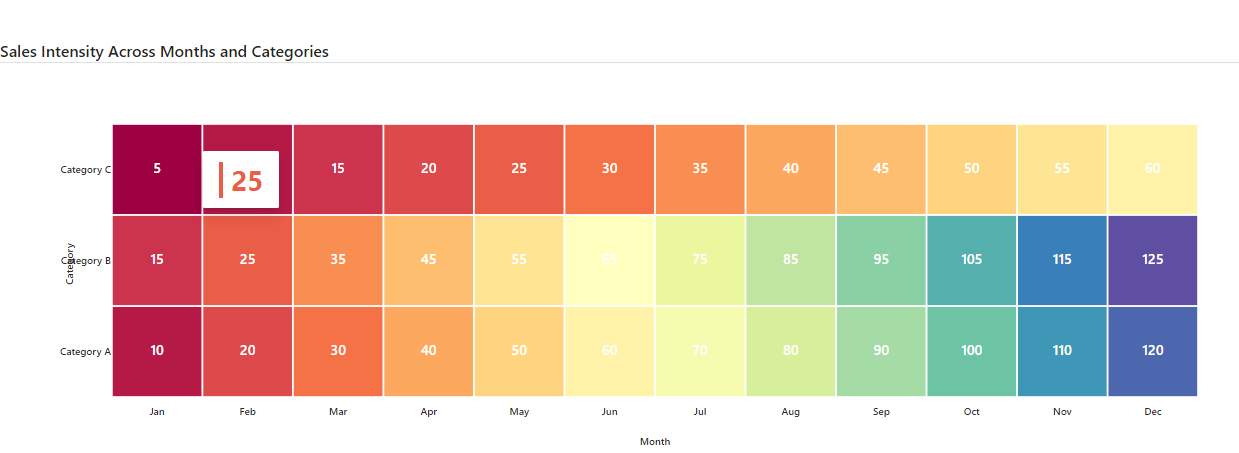 Sales Intensity Across Months and Categories
Category C 5 15 20 25 30 35 40 45 50 55 60
25
Category
Category B 15 25 35 45 55 65 75 85 95 105 115 125
Category A 10 20 30 40 50 60 70 80 90 100 110 120
Jan Feb Mar Apr May Jun Jul Aug Sep Oct Nov Dec
Month